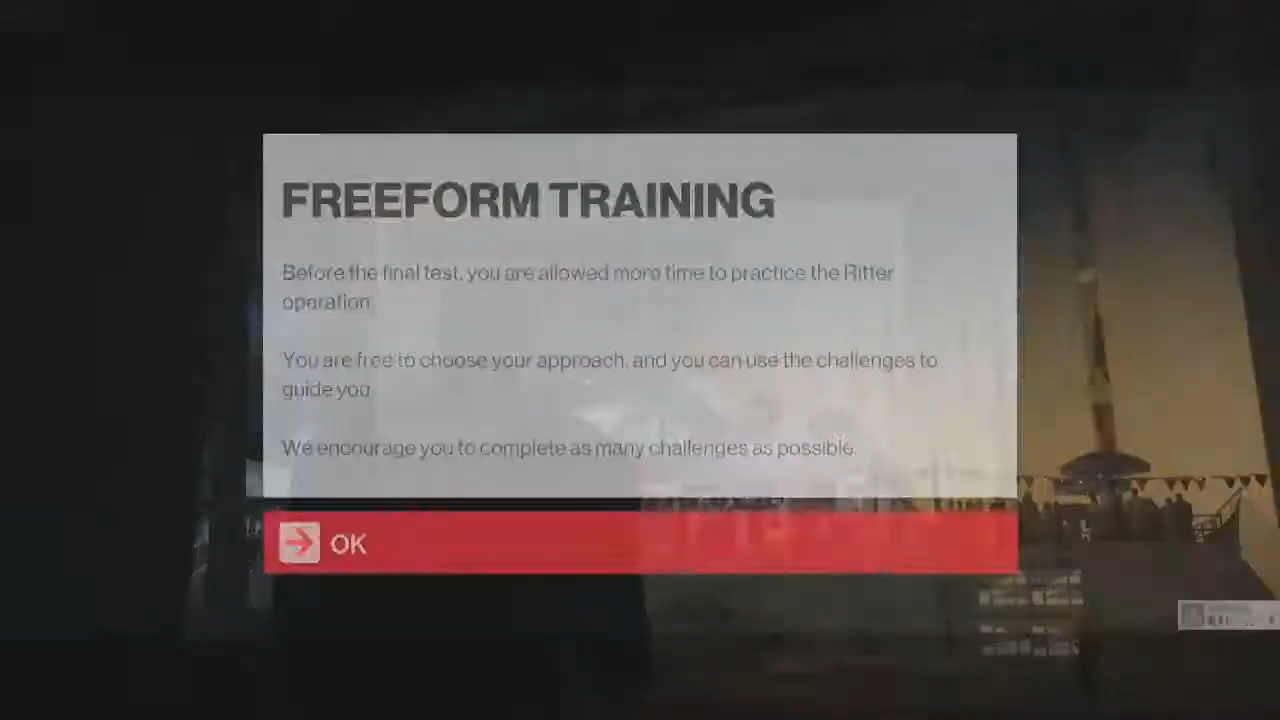 FREEFORM TRAINING
Before the final test, you are allowed more time to practice the Ritter
operation.
You are free to choose your approach, and you can use the challenges to
guide you.
We encourage you to complete as many challenges as possible.
OK